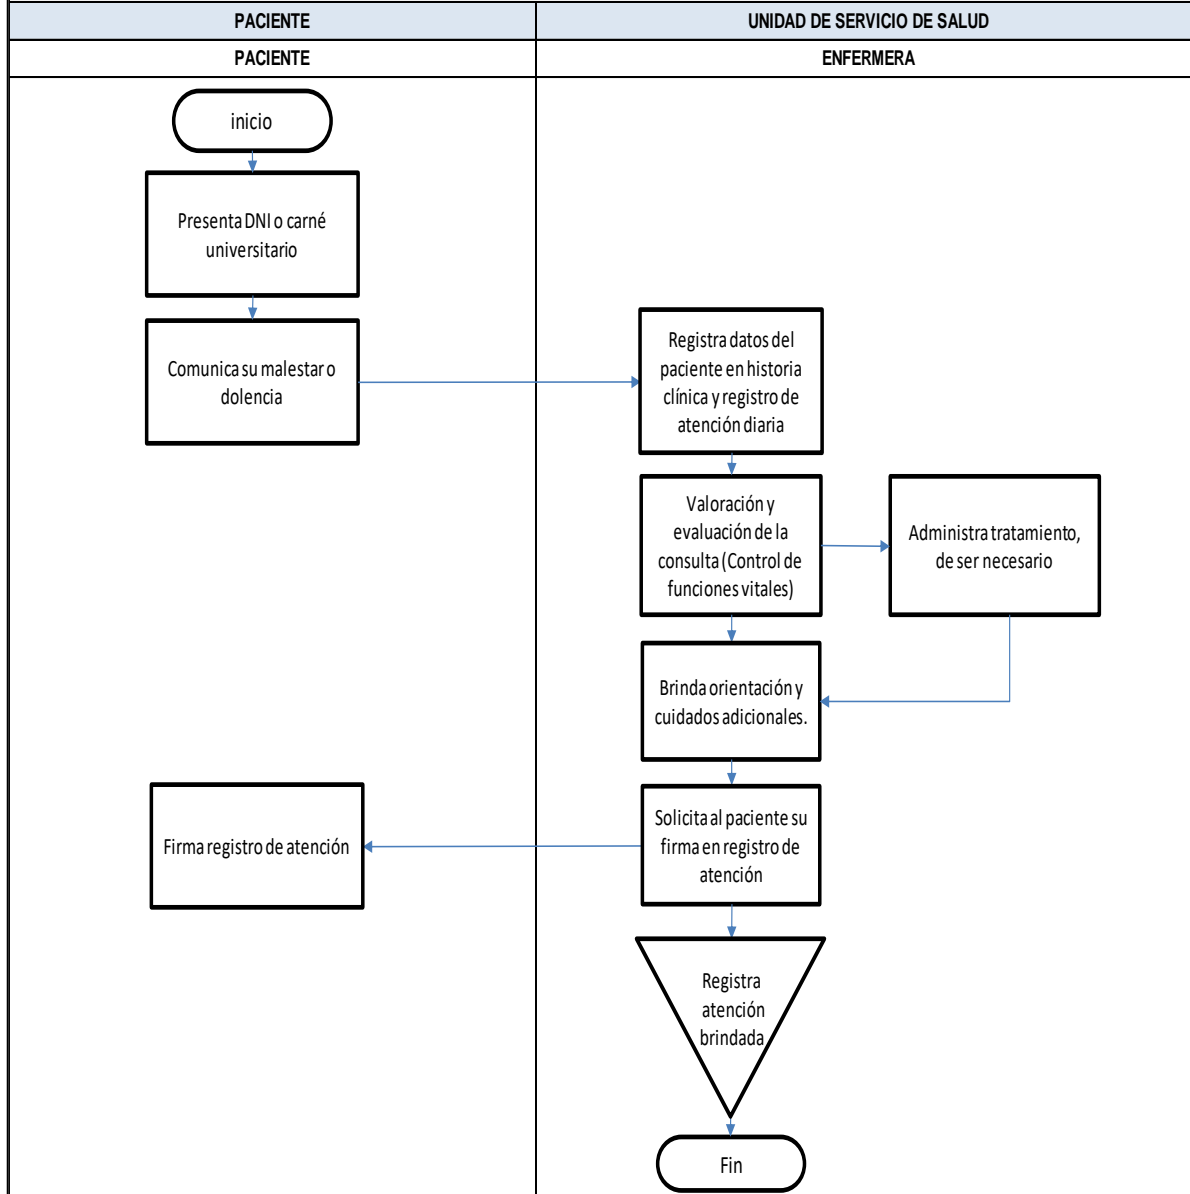 PACIENTE
UNIDAD DE SERVICIO DE SALUD
PACIENTE
ENFERMERA
inicio
Presenta DNI o carné
universitario
Comunica su malestar o
dolencia
Registra datos del
paciente en historia
clínica y registro de
atención diaria
Valoración y
evaluación de la
consulta (Control de
funciones vitales)
Administra tratamiento,
de ser necesario
Brinda orientación y
cuidados adicionales.
Solicita al paciente su
firma en registro de
atención
Firma registro de atención
Registra
atención
brindada
Fin